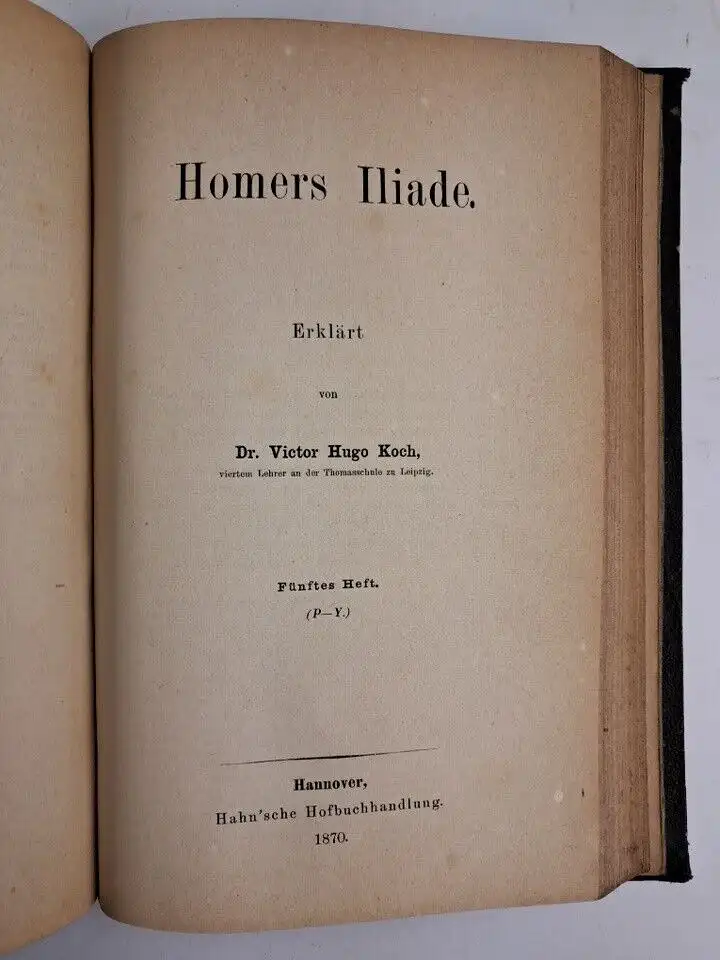 Homers Iliade.
Erklärt
von
Dr. Victor Hugo Koch,
viertem Lehrer an der Thomasschule zu Leipzig.
Fünftes Heft.
(P—Y.)
Hannover,
Hahn'sche Hofbuchhandlung.
1870.